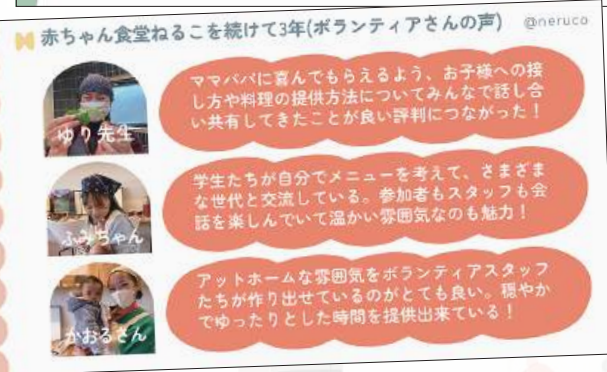 赤ちゃん食堂ねるこを続けて3年(ボランティアさんの声)
@neruco
ゆり先生
ママパパに喜んでもらえるよう、お子様への接
し方や料理の提供方法についてみんなで話し合
い共有してきたことが良い評判につながった！
ふみちゃん
学生たちが自分でメニューを考えて、さまざま
な世代と交流している。参加者もスタッフも会
話を楽しんでいて温かい雰囲気なのも魅力！
かおるさん
アットホームな雰囲気をボランティアスタッフ
たちが作り出せているのがとても良い。穏やか
でゆったりとした時間を提供出来ている！